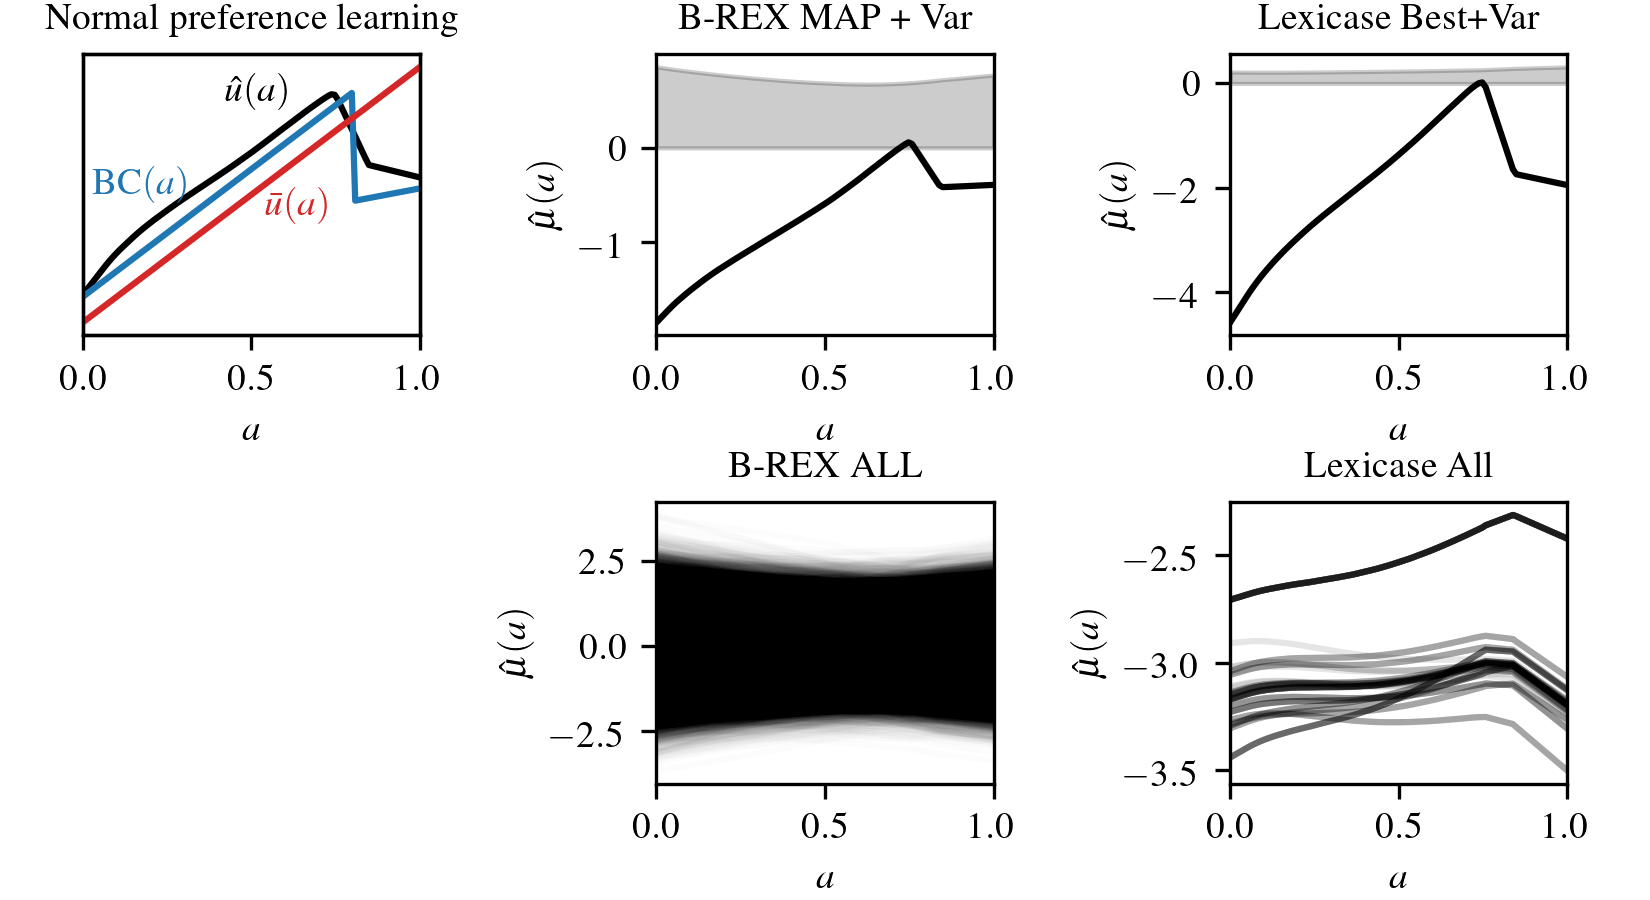 Normal preference learning
û(a)
BC(a)
ū(a)
0.0 0.5 1.0
a
B-REX MAP + Var
0
−1
μ̂(a)
0.0 0.5 1.0
a
Lexicase Best+Var
0
−2
−4
μ̂(a)
0.0 0.5 1.0
a
B-REX ALL
2.5
0.0
−2.5
μ̂(a)
0.0 0.5 1.0
a
Lexicase All
−2.5
−3.0
−3.5
μ̂(a)
0.0 0.5 1.0
a